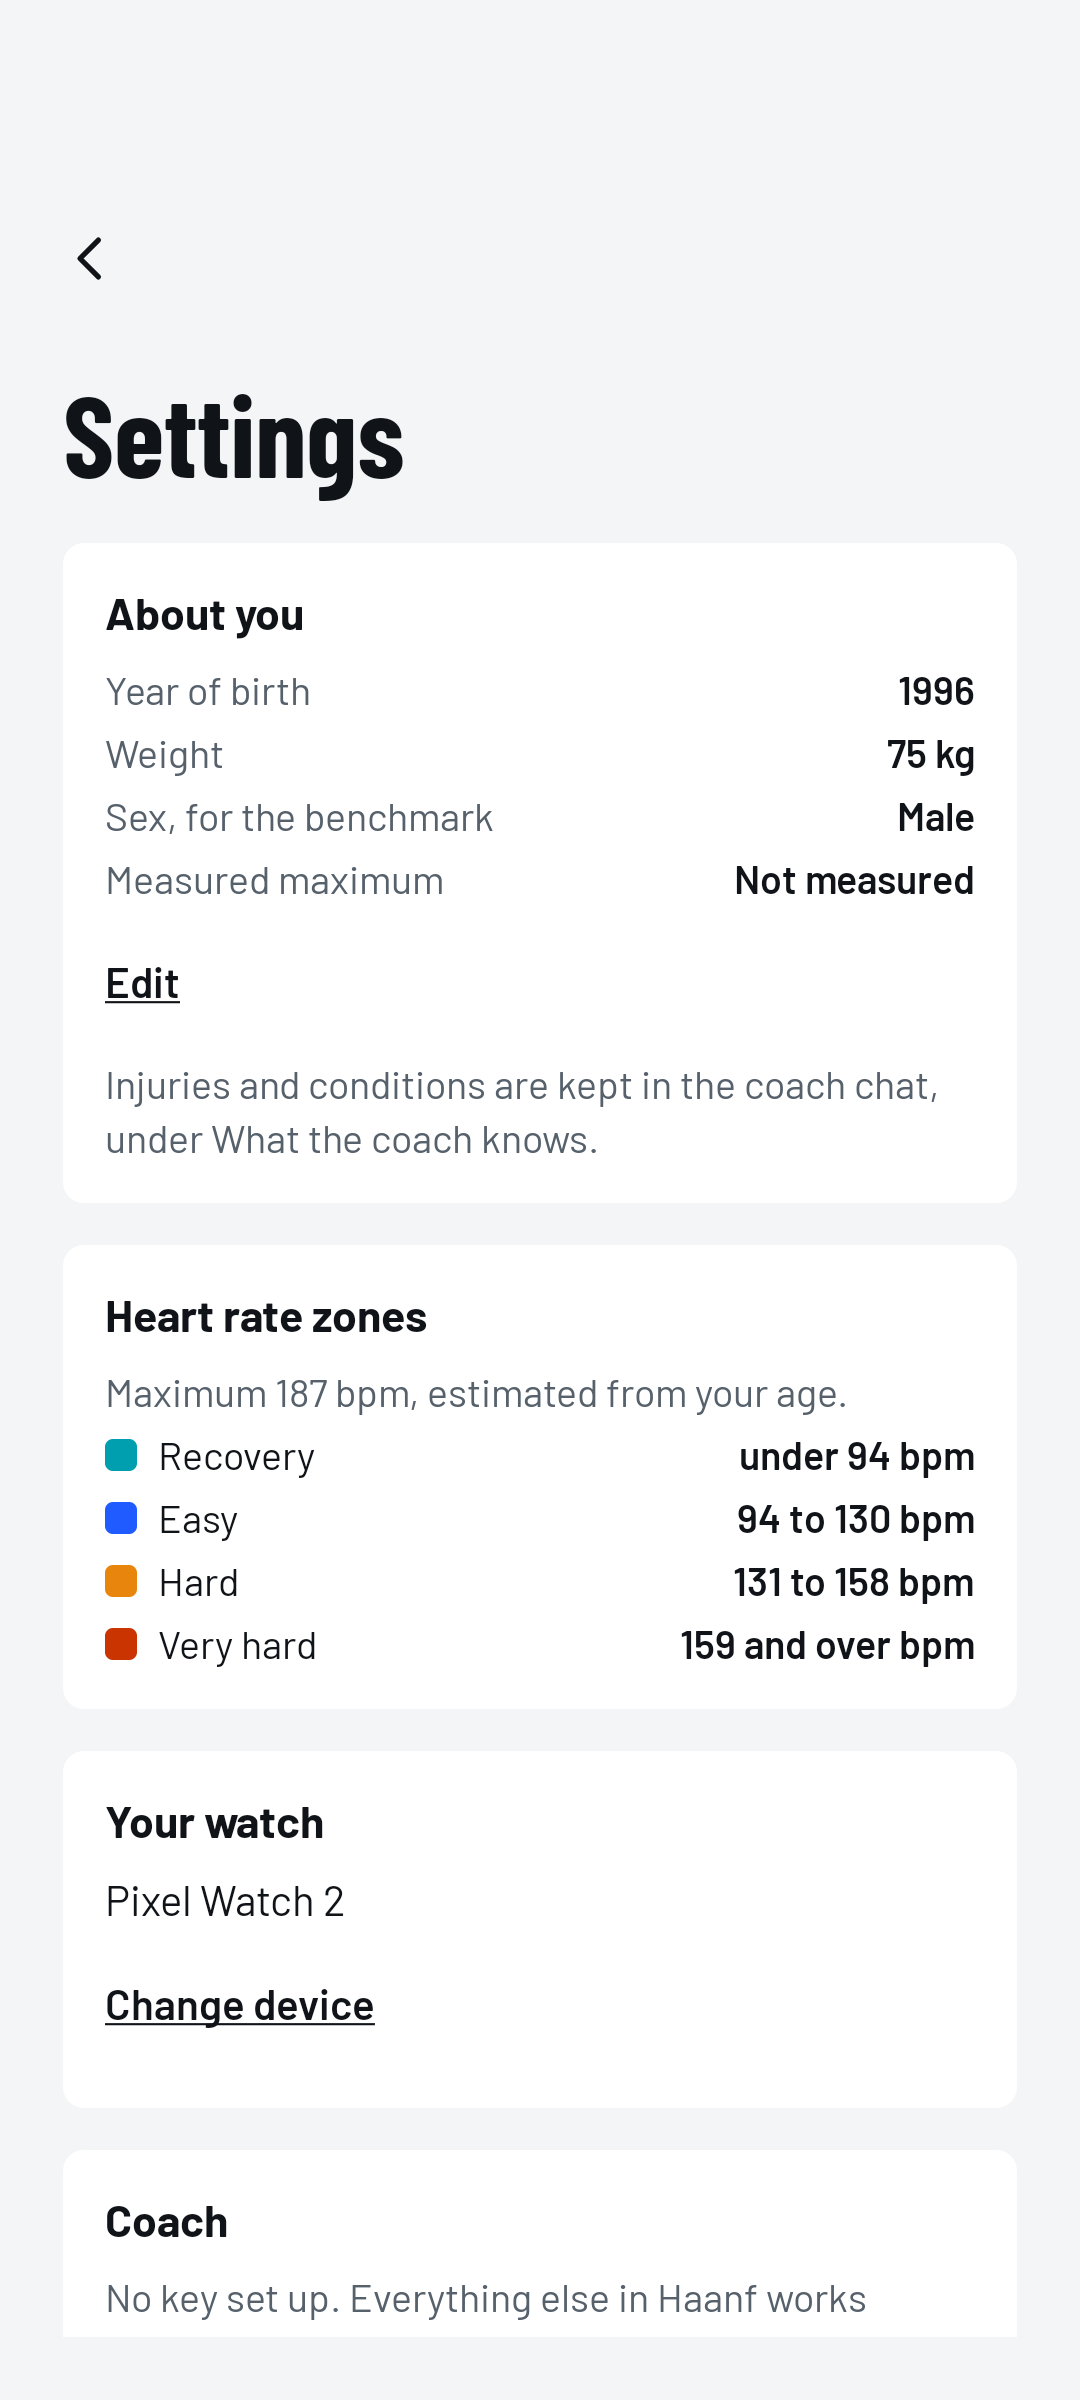 Settings
About you
Year of birth 1996
Weight 75 kg
Sex, for the benchmark Male
Measured maximum Not measured
Edit
Injuries and conditions are kept in the coach chat,
under What the coach knows.
Heart rate zones
Maximum 187 bpm, estimated from your age.
Recovery under 94 bpm
Easy 94 to 130 bpm
Hard 131 to 158 bpm
Very hard 159 and over bpm
Your watch
Pixel Watch 2
Change device
Coach
No key set up. Everything else in Haanf works